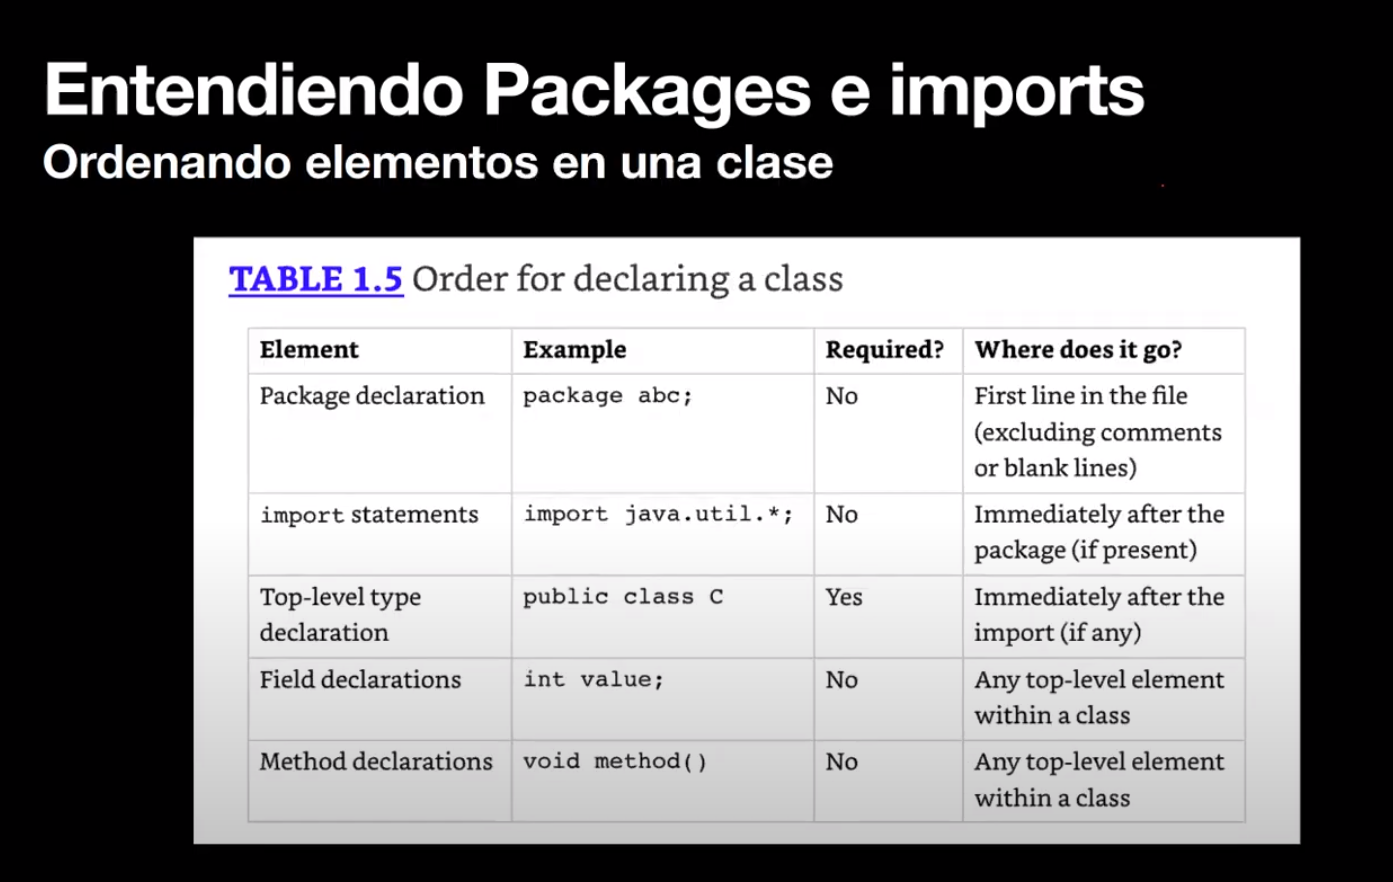 Entendiendo Packages e imports
Ordenando elementos en una clase
TABLE 1.5 Order for declaring a class
Element Example Required? Where does it go?
Package declaration package abc; No First line in the file
(excluding comments
or blank lines)
import statements import java.util.*; No Immediately after the
package (if present)
Top-level type public class C Yes Immediately after the
declaration import (if any)
Field declarations int value; No Any top-level element
within a class
Method declarations void method() No Any top-level element
within a class